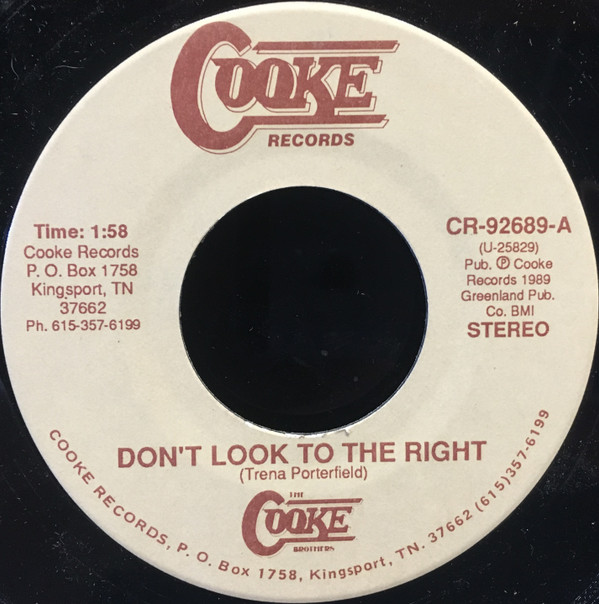 COOKE
RECORDS
Time: 1:58
Cooke Records
P. O. Box 1758
Kingsport, TN
37662
Ph. 615-357-6199
CR-92689-A
(U-25829)
Pub. ℗ Cooke
Records 1989
Greenland Pub.
Co. BMI
STEREO
DON'T LOOK TO THE RIGHT
(Trena Porterfield)
THE
COOKE
BROTHERS
COOKE RECORDS, P. O. Box 1758, Kingsport, TN. 37662 (615)357-6199